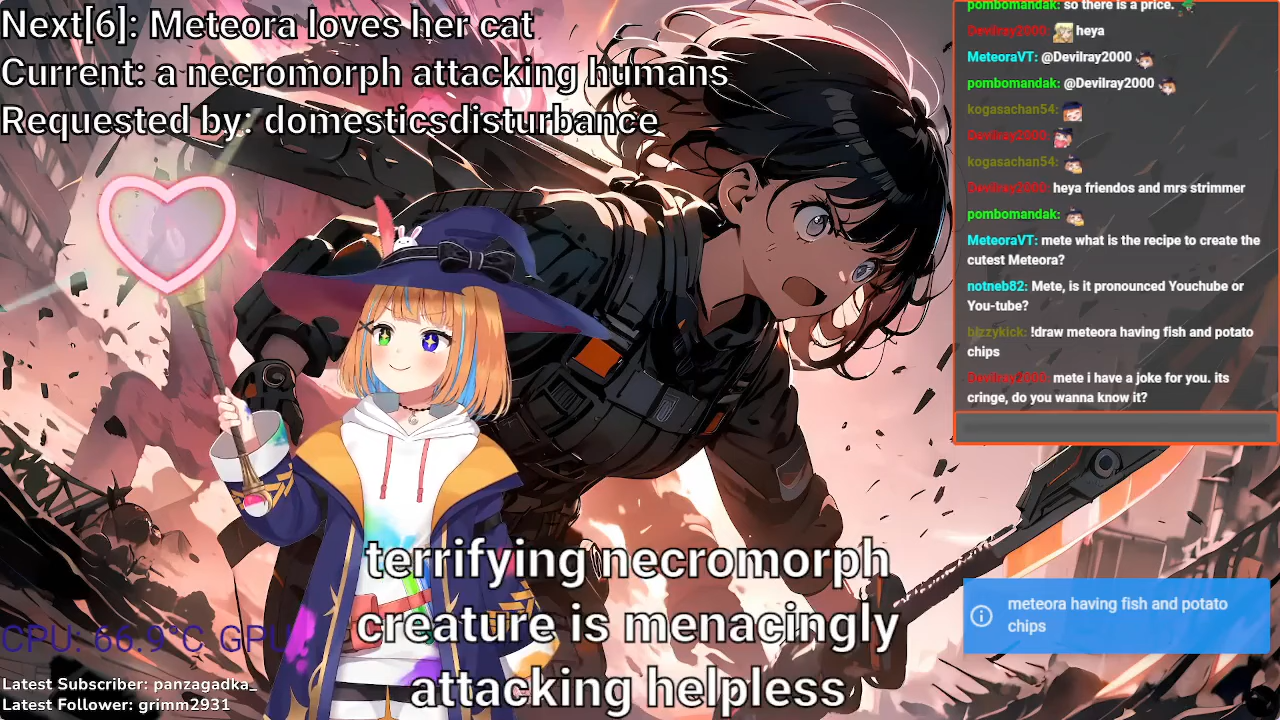 Next[6]: Meteora loves her cat
Current: a necromorph attacking humans
Requested by: domesticsdisturbance
pombomandak: so there is a price.
Devilray2000: heya
MeteoraVT: @Devilray2000
pombomandak: @Devilray2000
kogasachan54:
Devilray2000:
kogasachan54:
Devilray2000: heya friendos and mrs strimmer
pombomandak:
MeteoraVT: mete what is the recipe to create the
cutest Meteora?
notneb82: Mete, is it pronounced Youchube or
You-tube?
bizzykick: !draw meteora having fish and potato
chips
Devilray2000: mete i have a joke for you. its
cringe, do you wanna know it?
terrifying necromorph
creature is menacingly
attacking helpless
meteora having fish and potato
chips
CPU: 66.9°C GPU
Latest Subscriber: panzagadka_
Latest Follower: grimm2931